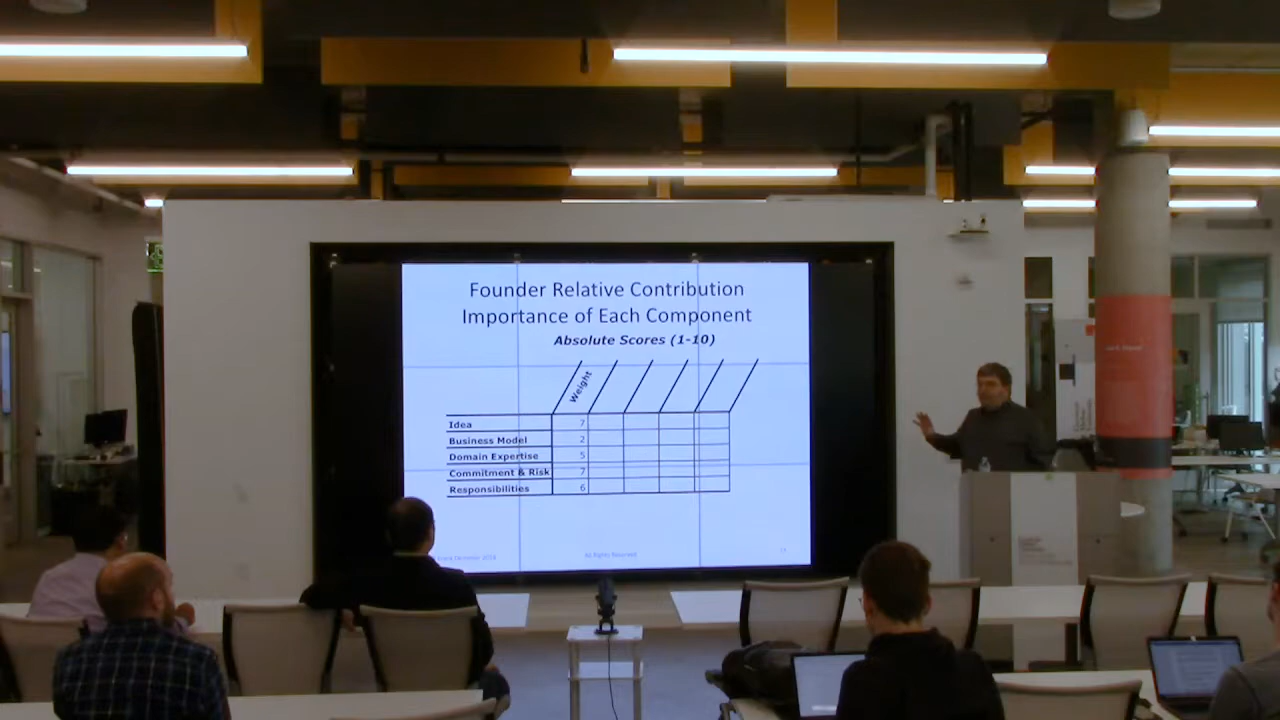 Founder Relative Contribution
Importance of Each Component
Absolute Scores (1-10)
Weight
Idea 7
Business Model 2
Domain Expertise 5
Commitment & Risk 7
Responsibilities 6
All Rights Reserved